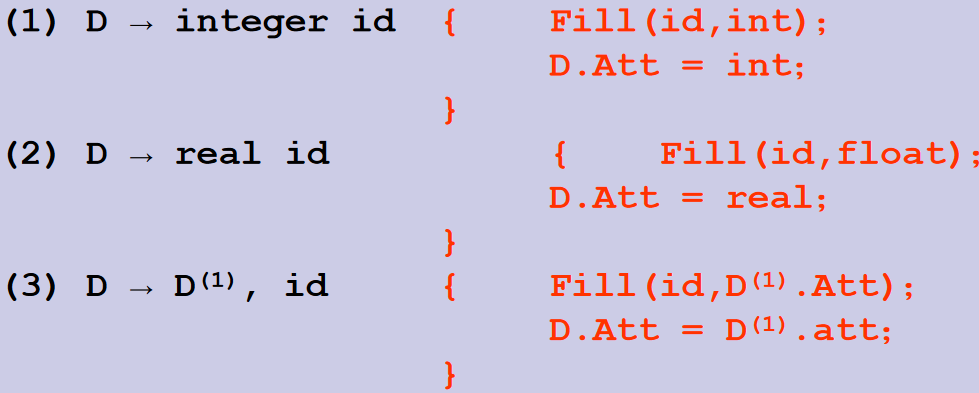 (1) D → integer id { Fill(id,int);
D.Att = int;
}
(2) D → real id { Fill(id,float);
D.Att = real;
}
(3) D → D⁽¹⁾, id { Fill(id,D⁽¹⁾.Att);
D.Att = D⁽¹⁾.att;
}